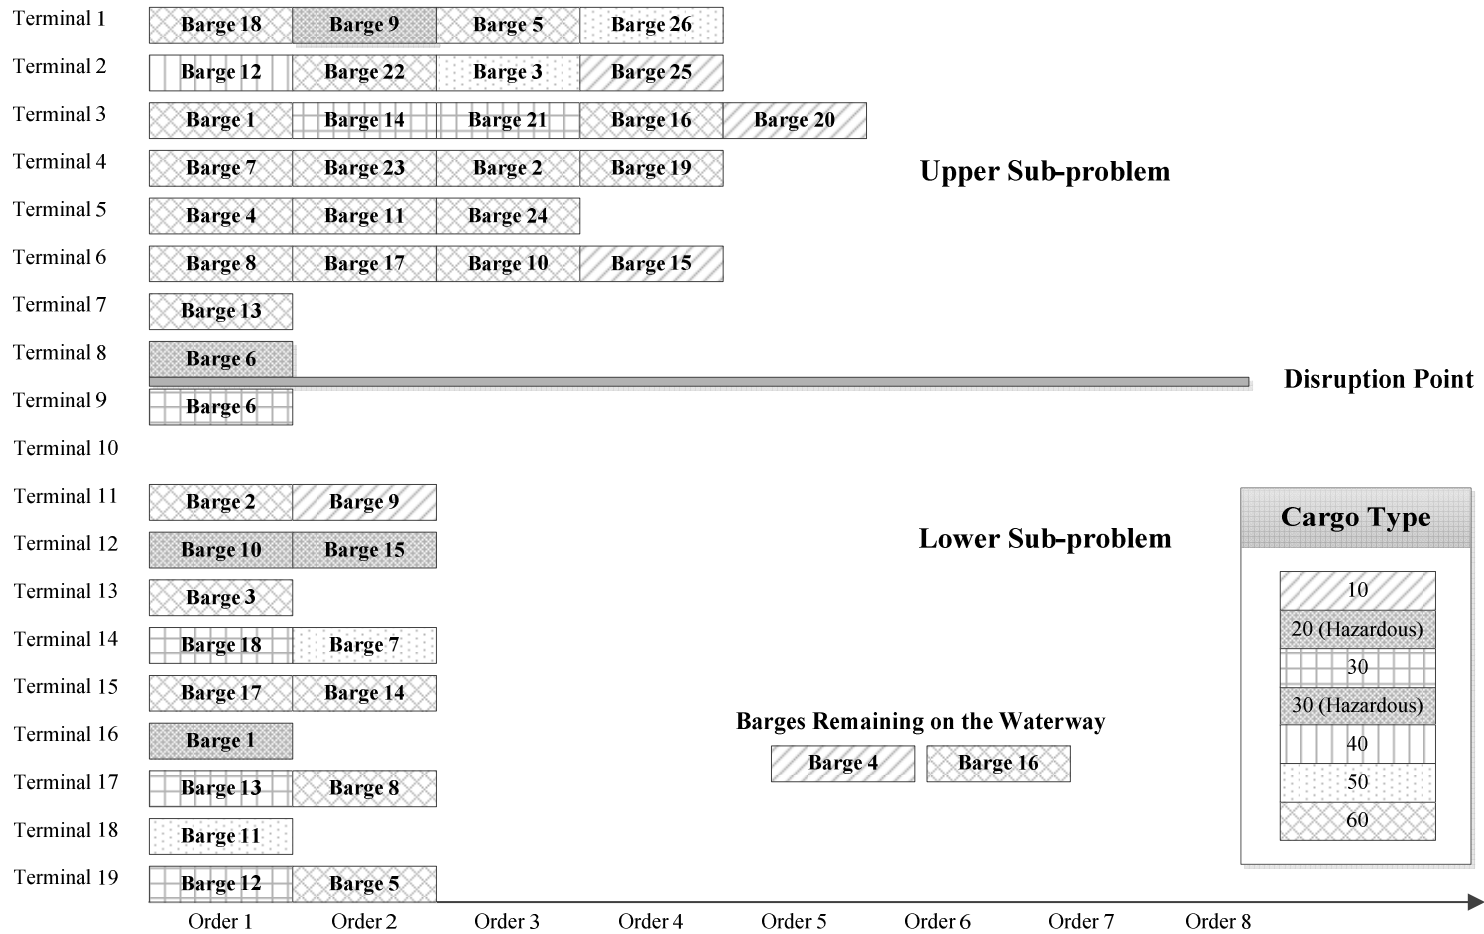 Terminal 1 Barge 18 Barge 9 Barge 5 Barge 26
Terminal 2 Barge 12 Barge 22 Barge 3 Barge 25
Terminal 3 Barge 1 Barge 14 Barge 21 Barge 16 Barge 20
Terminal 4 Barge 7 Barge 23 Barge 2 Barge 19
Upper Sub-problem
Terminal 5 Barge 4 Barge 11 Barge 24
Terminal 6 Barge 8 Barge 17 Barge 10 Barge 15
Terminal 7 Barge 13
Terminal 8 Barge 6
Disruption Point
Terminal 9 Barge 6
Terminal 10
Terminal 11 Barge 2 Barge 9
Terminal 12 Barge 10 Barge 15
Lower Sub-problem
Terminal 13 Barge 3
Terminal 14 Barge 18 Barge 7
Terminal 15 Barge 17 Barge 14
Terminal 16 Barge 1
Terminal 17 Barge 13 Barge 8
Terminal 18 Barge 11
Terminal 19 Barge 12 Barge 5
Barges Remaining on the Waterway
Barge 4 Barge 16
Cargo Type
10
20 (Hazardous)
30
30 (Hazardous)
40
50
60
Order 1 Order 2 Order 3 Order 4 Order 5 Order 6 Order 7 Order 8